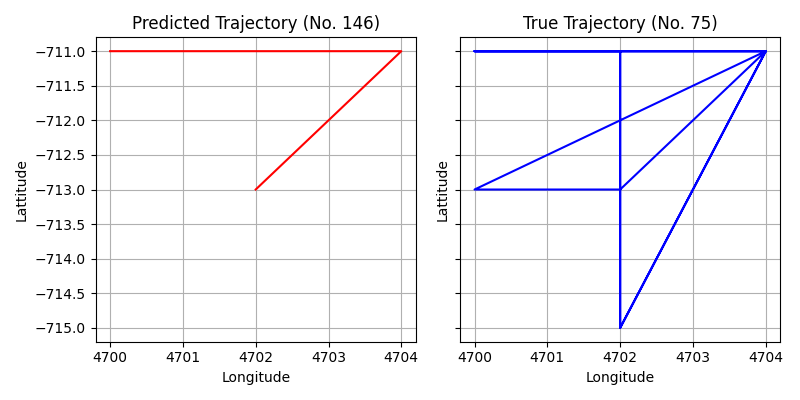 Predicted Trajectory (No. 146)
True Trajectory (No. 75)
Lattitude
−711.0
−711.5
−712.0
−712.5
−713.0
−713.5
−714.0
−714.5
−715.0
4700 4701 4702 4703 4704
Longitude
Lattitude
4700 4701 4702 4703 4704
Longitude